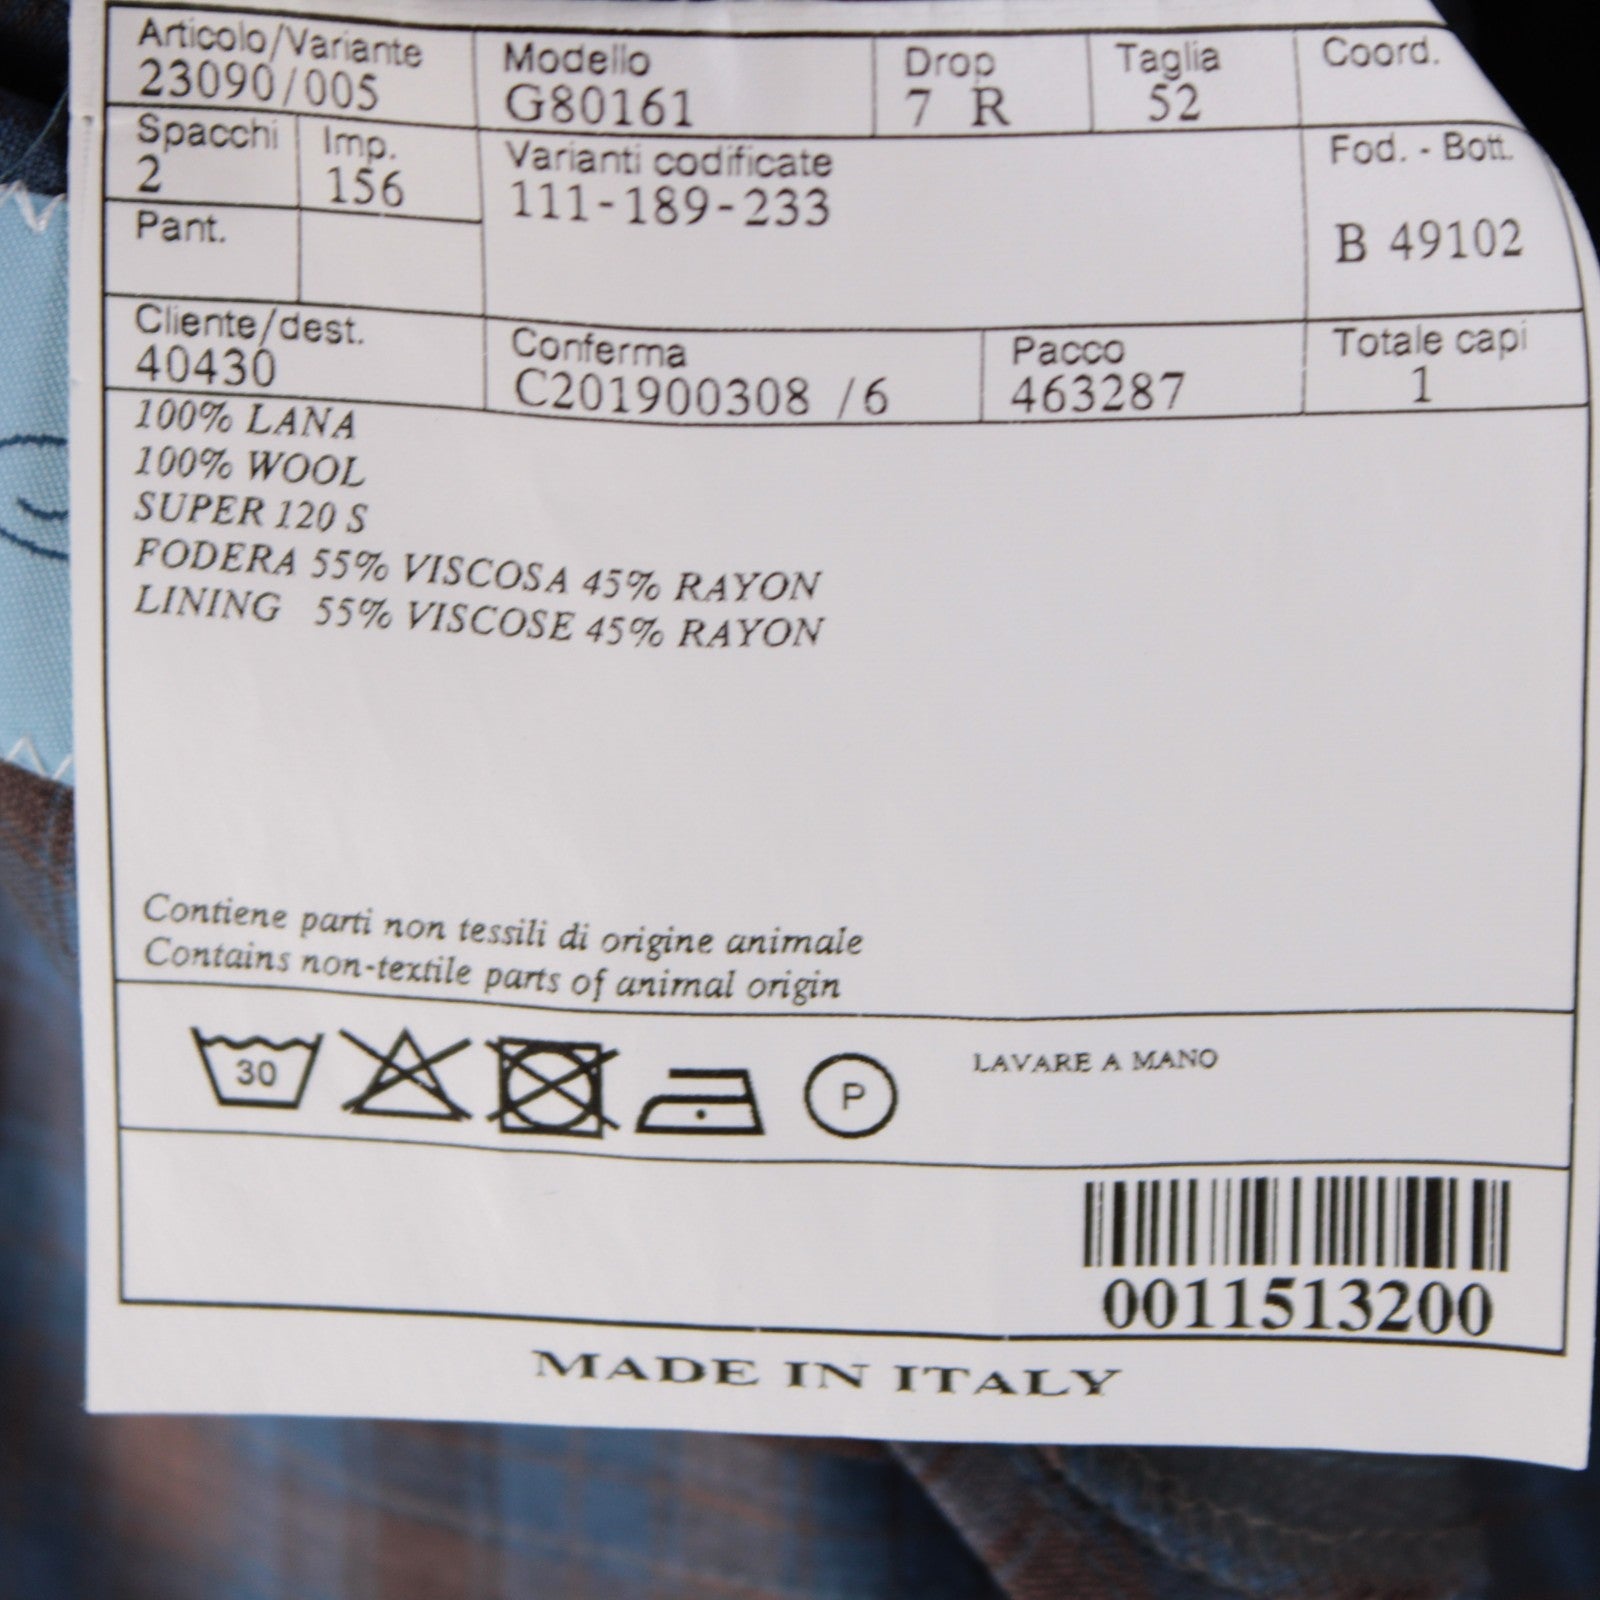 Articolo/Variante Modello Drop Taglia Coord.
23090/005 G80161 7 R 52
Spacchi Imp. Varianti codificate Fod. - Bott.
2 156 111-189-233
Pant. B 49102
Cliente/dest. Conferma Pacco Totale capi
40430 C201900308 /6 463287 1
100% LANA
100% WOOL
SUPER 120 S
FODERA 55% VISCOSA 45% RAYON
LINING 55% VISCOSE 45% RAYON
Contiene parti non tessili di origine animale
Contains non-textile parts of animal origin
30 P LAVARE A MANO
0011513200
MADE IN ITALY